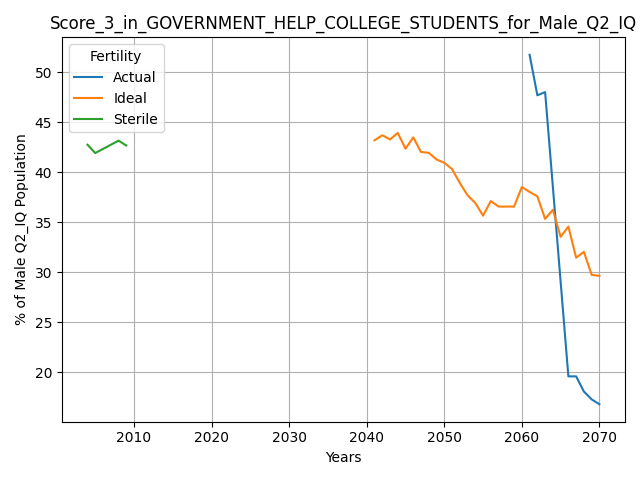 Score_3_in_GOVERNMENT_HELP_COLLEGE_STUDENTS_for_Male_Q2_IQ
Fertility
Actual
Ideal
Sterile
% of Male Q2_IQ Population
50
45
40
35
30
25
20
2010 2020 2030 2040 2050 2060 2070
Years